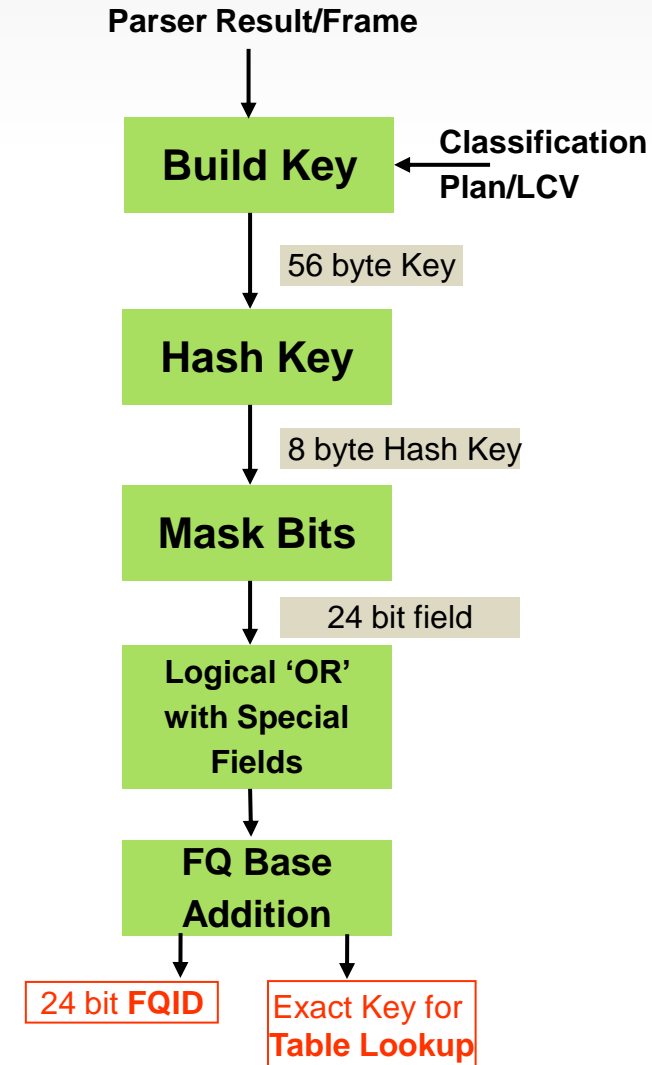 Parser Result/Frame
Build Key
Classification
Plan/LCV
56 byte Key
Hash Key
8 byte Hash Key
Mask Bits
24 bit field
Logical ‘OR’
with Special
Fields
FQ Base
Addition
24 bit FQID
Exact Key for
Table Lookup